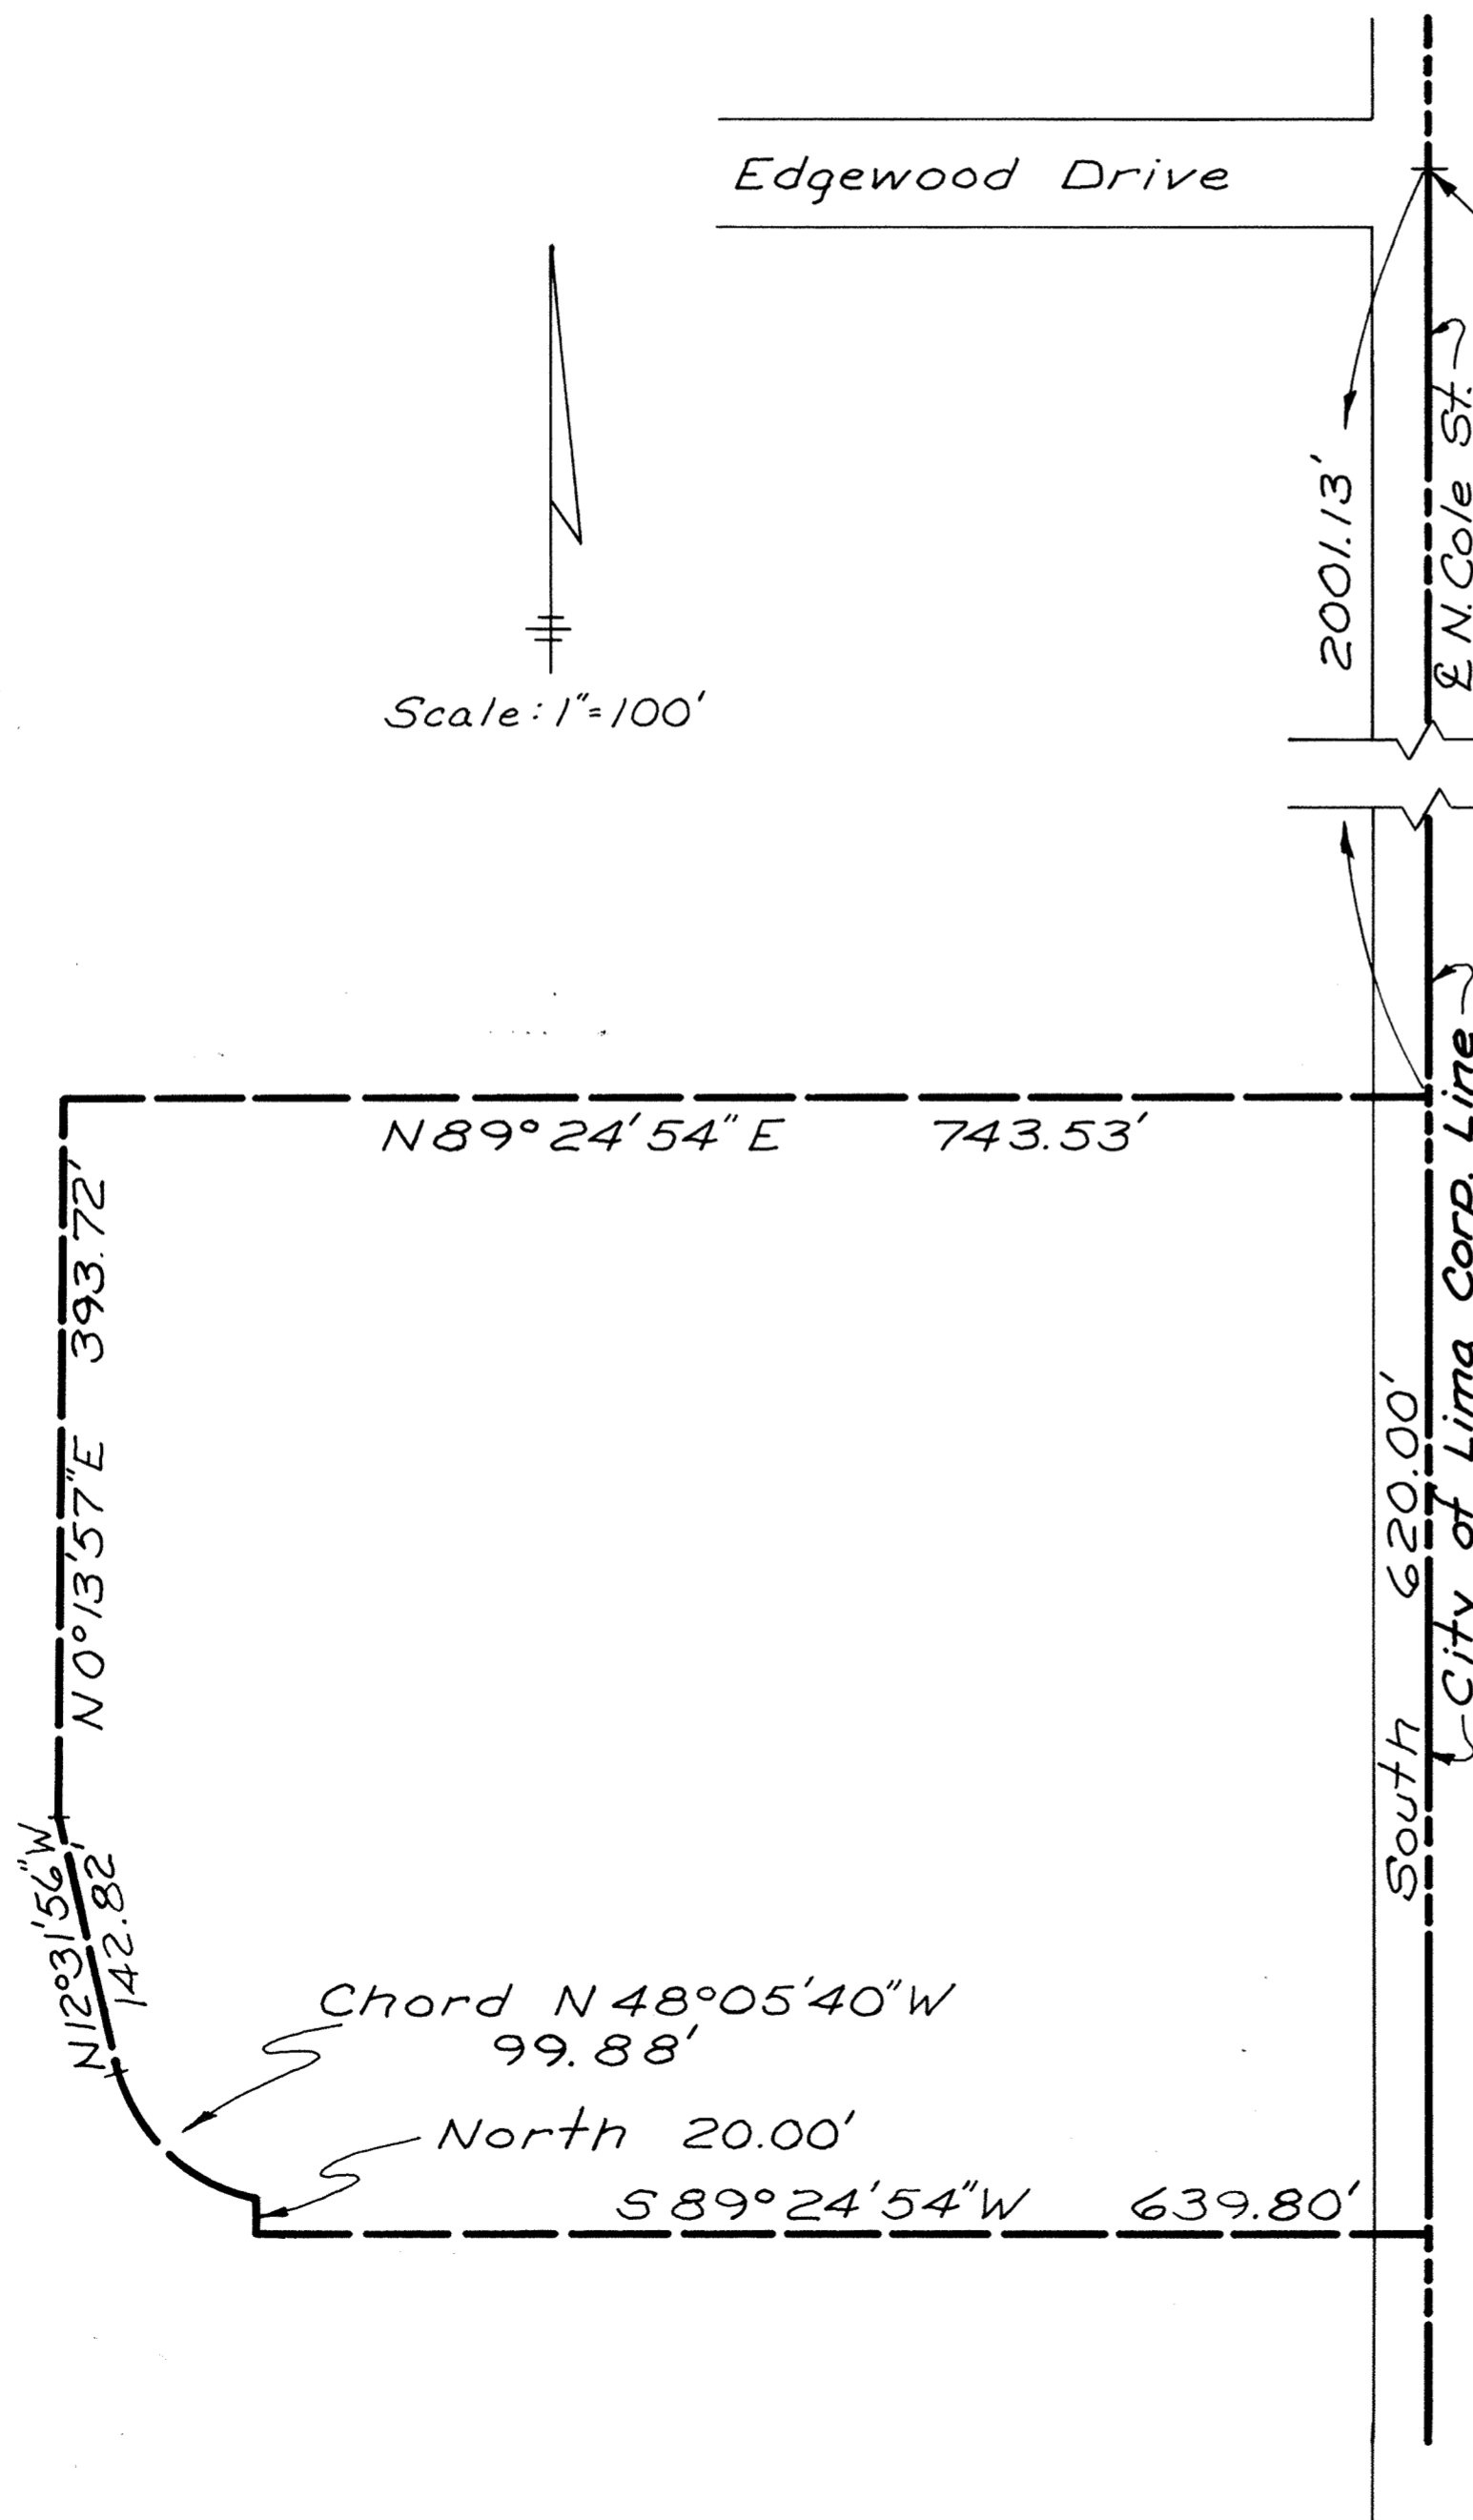 Edgewood Drive
℄ N. Cole St.
2001.13'
Scale: 1"=100'
N89°24'54"E 743.53'
N0°13'57"E 393.72'
City of Lima Corp. Line
South 620.00'
N12°31'56"W
142.82'
Chord N48°05'40"W
99.88'
North 20.00'
S89°24'54"W 639.80'